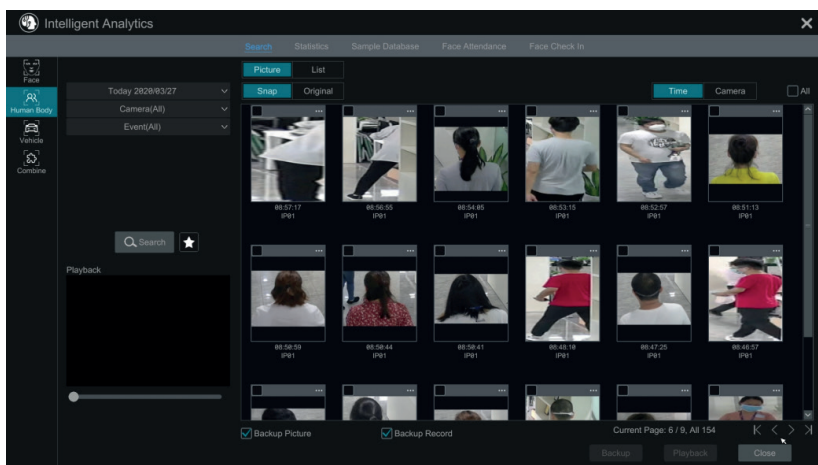 Intelligent Analytics
Search Statistics Sample Database Face Attendance Face Check In
Face
Human Body
Vehicle
Combine
Today 2020/03/27
Camera(All)
Event(All)
Search
Playback
Picture List
Snap Original
Time Camera All
08:57:17 08:56:55 08:54:05 08:53:15 08:52:57 08:51:13
IP01 IP01 IP01 IP01 IP01 IP01
08:50:59 08:50:44 08:50:41 08:48:10 08:47:25 08:46:57
IP01 IP01 IP01 IP01 IP01 IP01
Backup Picture Backup Record Current Page: 6 / 9, All 154
Backup Playback Close